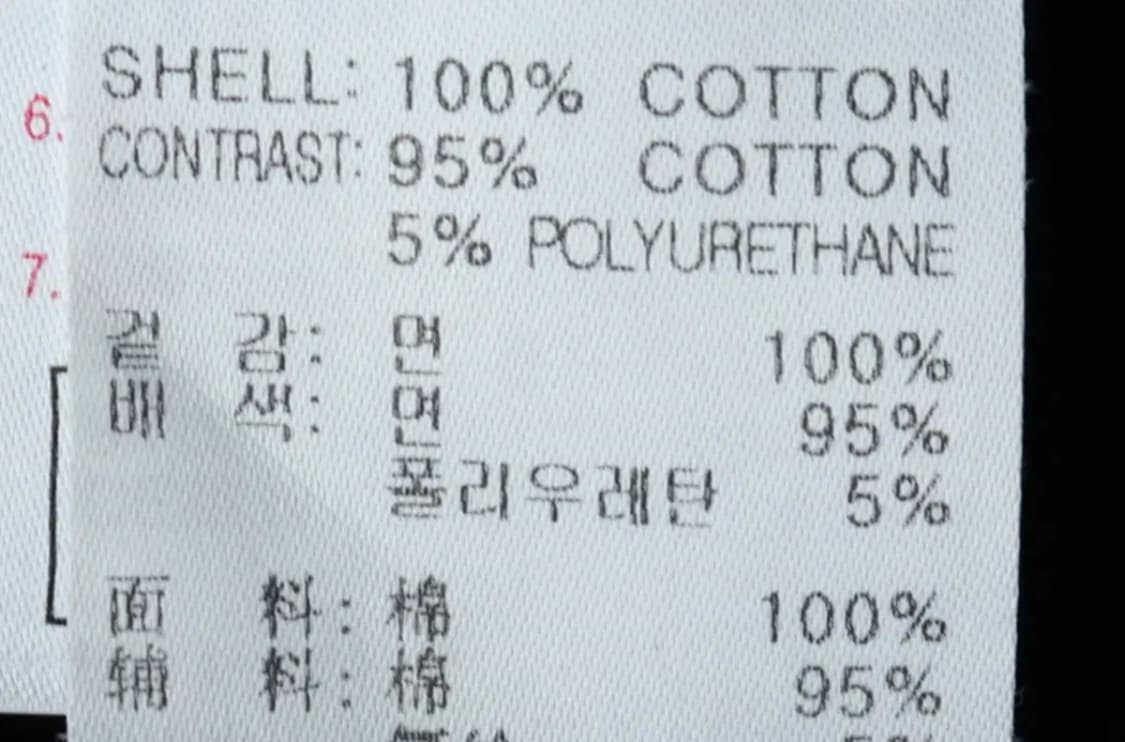 6.
SHELL: 100% COTTON
CONTRAST: 95% COTTON
5% POLYURETHANE
7.
겉 감: 면 100%
배 색: 면 95%
폴리우레탄 5%
面 料: 棉 100%
辅 料: 棉 95%